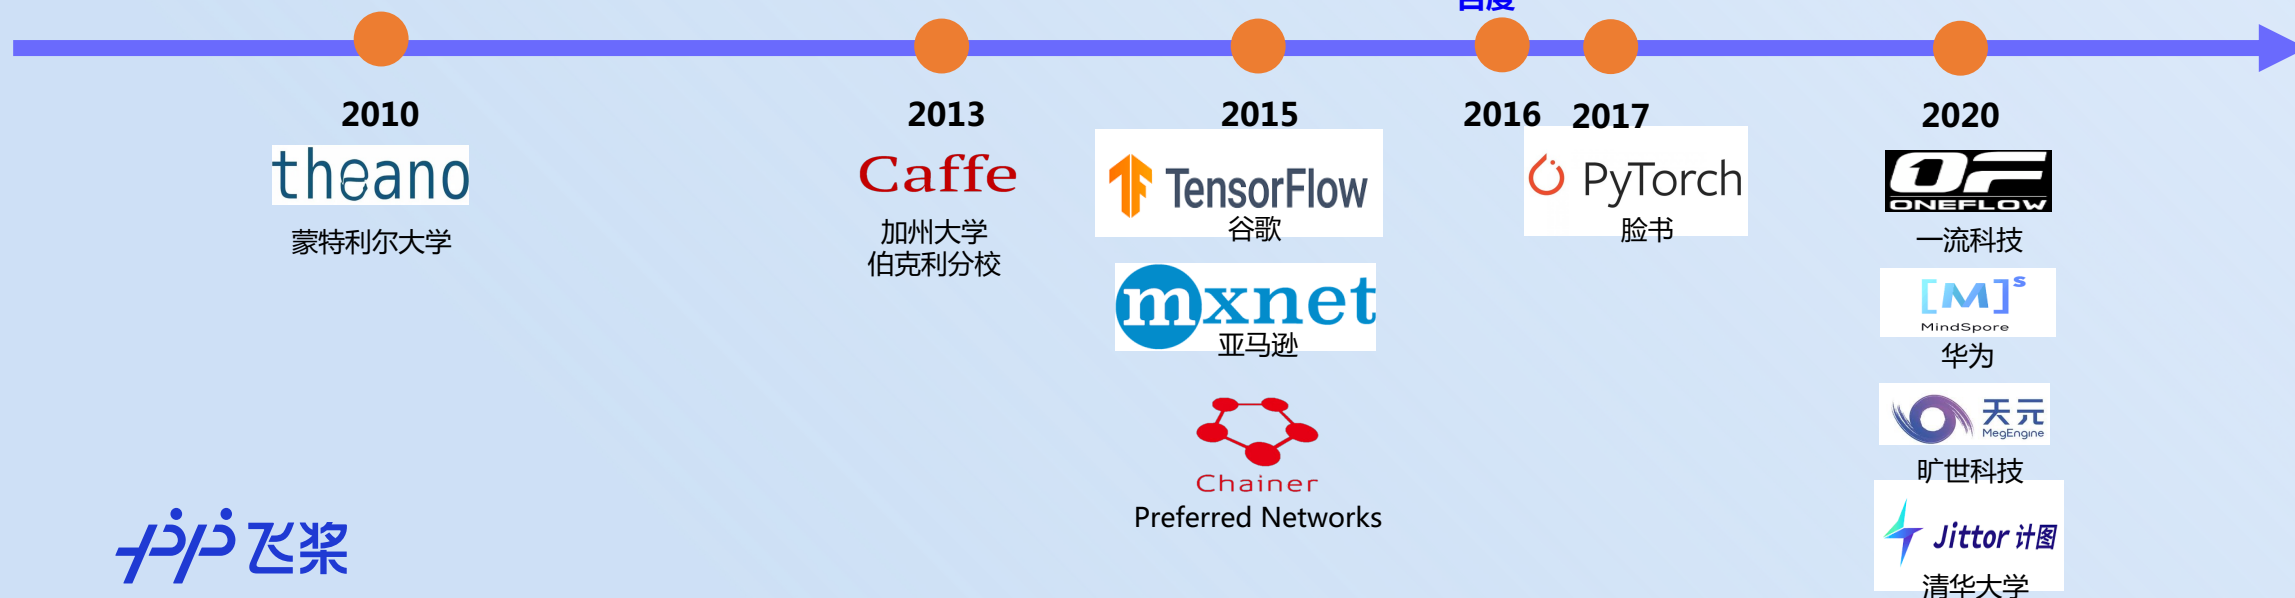 百度
2010
theano
蒙特利尔大学
2013
Caffe
加州大学
伯克利分校
2015
TensorFlow
谷歌
mxnet
亚马逊
Chainer
Preferred Networks
2016
2017
PyTorch
脸书
2020
OF
ONEFLOW
一流科技
[M]s
MindSpore
华为
天元
MegEngine
旷世科技
Jittor 计图
清华大学
飞桨